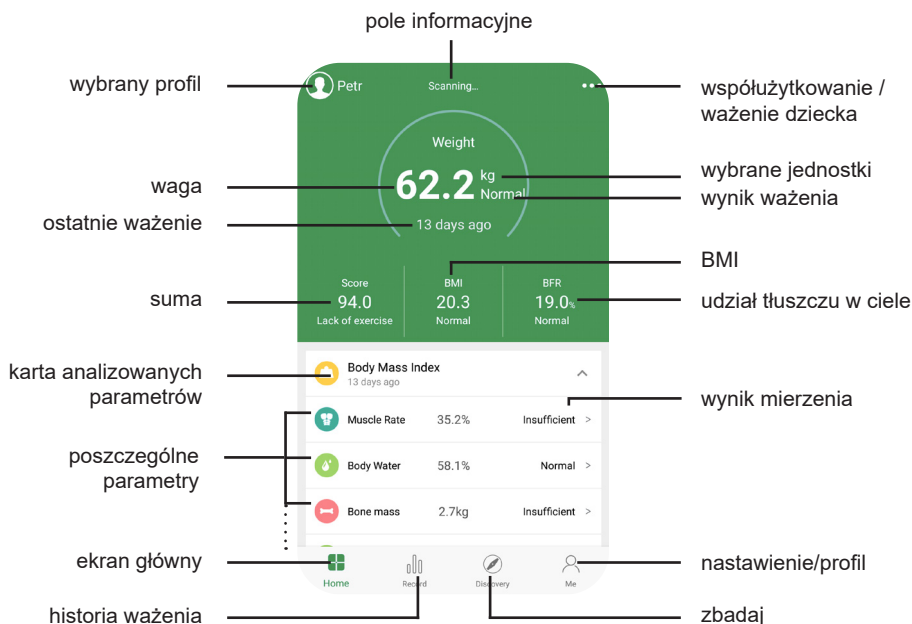 pole informacyjne
wybrany profil
Petr
Scanning...
współużytkowanie /
ważenie dziecka
Weight
waga
62.2 kg
Normal
wybrane jednostki
wynik ważenia
ostatnie ważenie
13 days ago
BMI
Score BMI BFR
suma
94.0 20.3 19.0%
udział tłuszczu w ciele
Lack of exercise Normal Normal
karta analizowanych
parametrów
Body Mass Index
13 days ago
wynik mierzenia
Muscle Rate 35.2% Insufficient >
poszczególne
parametry
Body Water 58.1% Normal >
Bone mass 2.7kg Insufficient >
ekran główny
nastawienie/profil
Home Record Discovery Me
historia ważenia
zbadaj